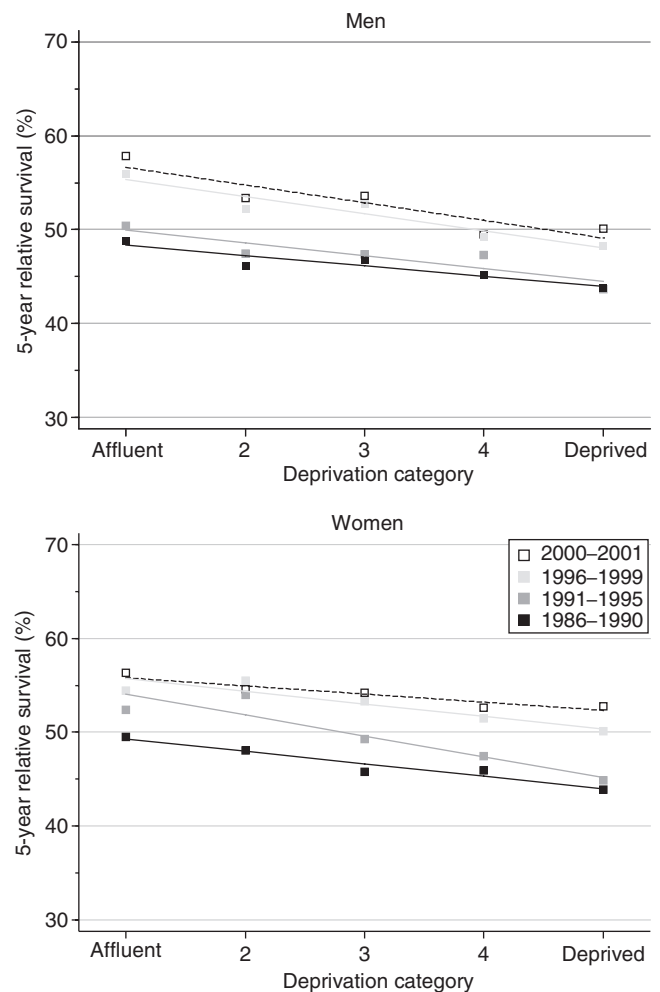 Men
70
60
50
40
30
5-year relative survival (%)
Affluent 2 3 4 Deprived
Deprivation category
Women
70
60
50
40
30
5-year relative survival (%)
2000–2001
1996–1999
1991–1995
1986–1990
Affluent 2 3 4 Deprived
Deprivation category